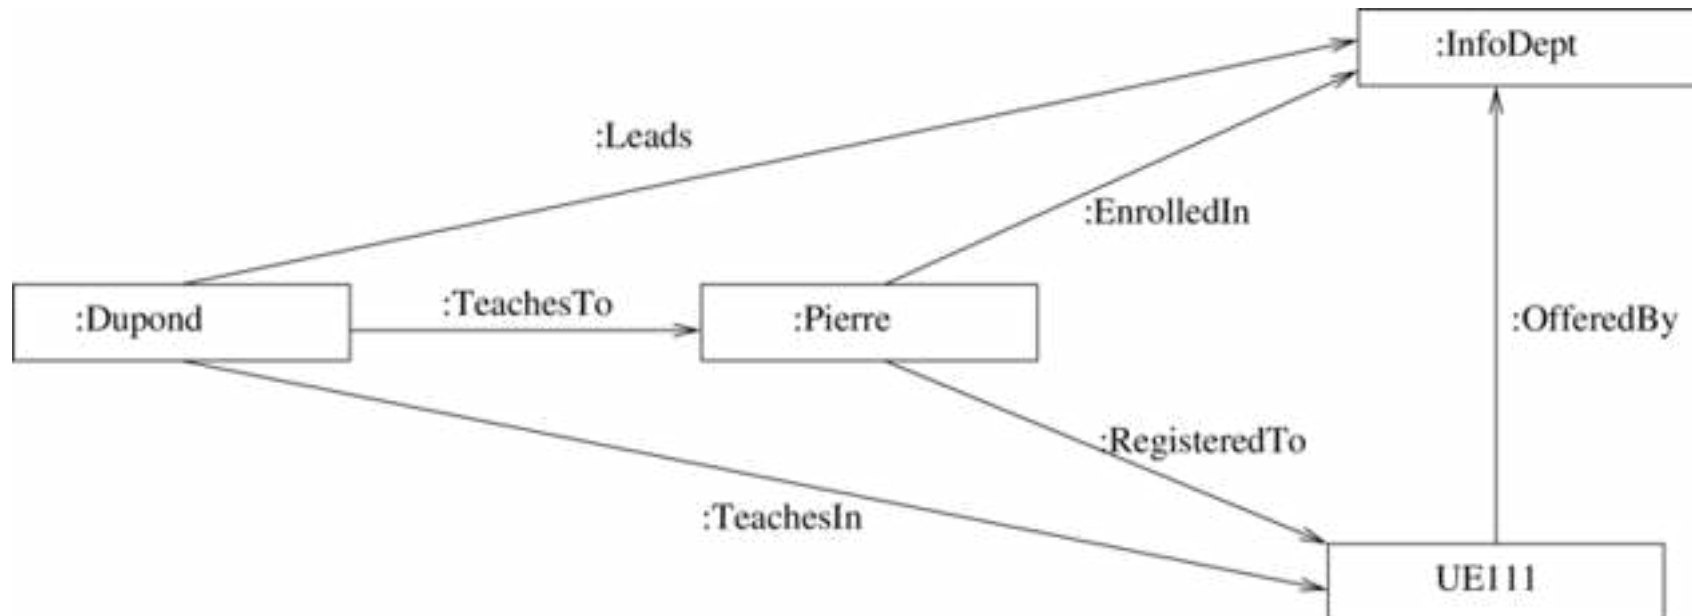 :InfoDept
:Leads
:EnrolledIn
:Dupond
:TeachesTo
:Pierre
:OfferedBy
:RegisteredTo
:TeachesIn
UE111